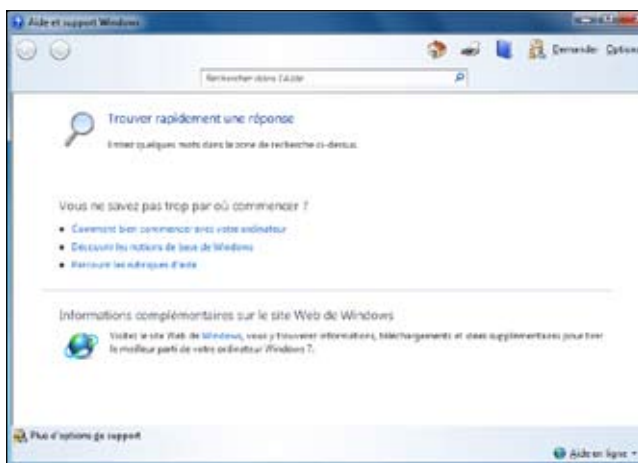 Aide et support Windows
Demander Options
Rechercher dans l'Aide
Trouver rapidement une réponse
Entrez quelques mots dans la zone de recherche ci-dessus.
Vous ne savez pas trop par où commencer ?
Comment bien commencer avec votre ordinateur
Découvrir les notions de base de Windows
Parcourir les rubriques d'aide
Informations complémentaires sur le site Web de Windows
Visitez le site Web de Windows, vous y trouverez informations, téléchargements et idées supplémentaires pour tirer
le meilleur parti de votre ordinateur Windows 7.
Plus d'options de support
Aide en ligne